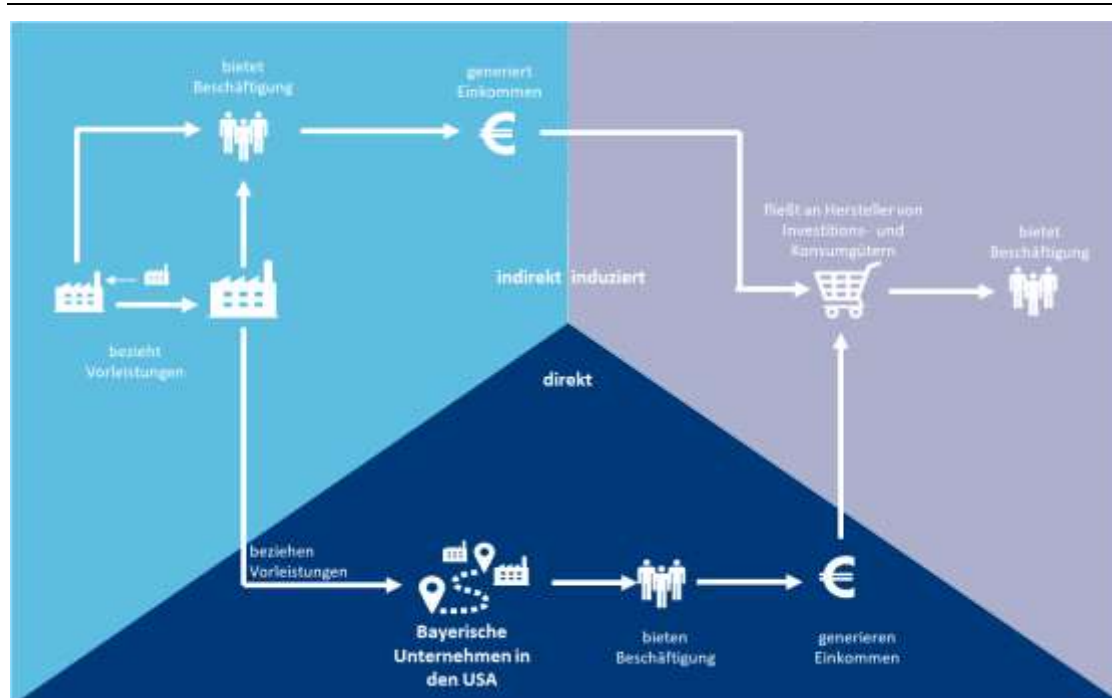 bietet
Beschäftigung
generiert
Einkommen
fließt an Hersteller von
Investitions- und
Konsumgütern
bietet
Beschäftigung
indirekt
induziert
bezieht
Vorleistungen
direkt
beziehen
Vorleistungen
Bayerische
Unternehmen in
den USA
bieten
Beschäftigung
generieren
Einkommen